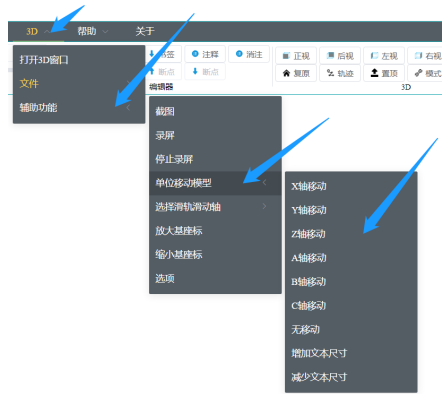 3D 帮助 关于
书签 注释 消注 正视 后视 左视 右视
断点 断点 复原 轨迹 置顶 模式
编辑器 3D
打开3D窗口
文件
辅助功能
截图
录屏
停止录屏
单位移动模型
选择滑轨滑动轴
放大基座标
缩小基座标
选项
X轴移动
Y轴移动
Z轴移动
A轴移动
B轴移动
C轴移动
无移动
增加文本尺寸
减少文本尺寸